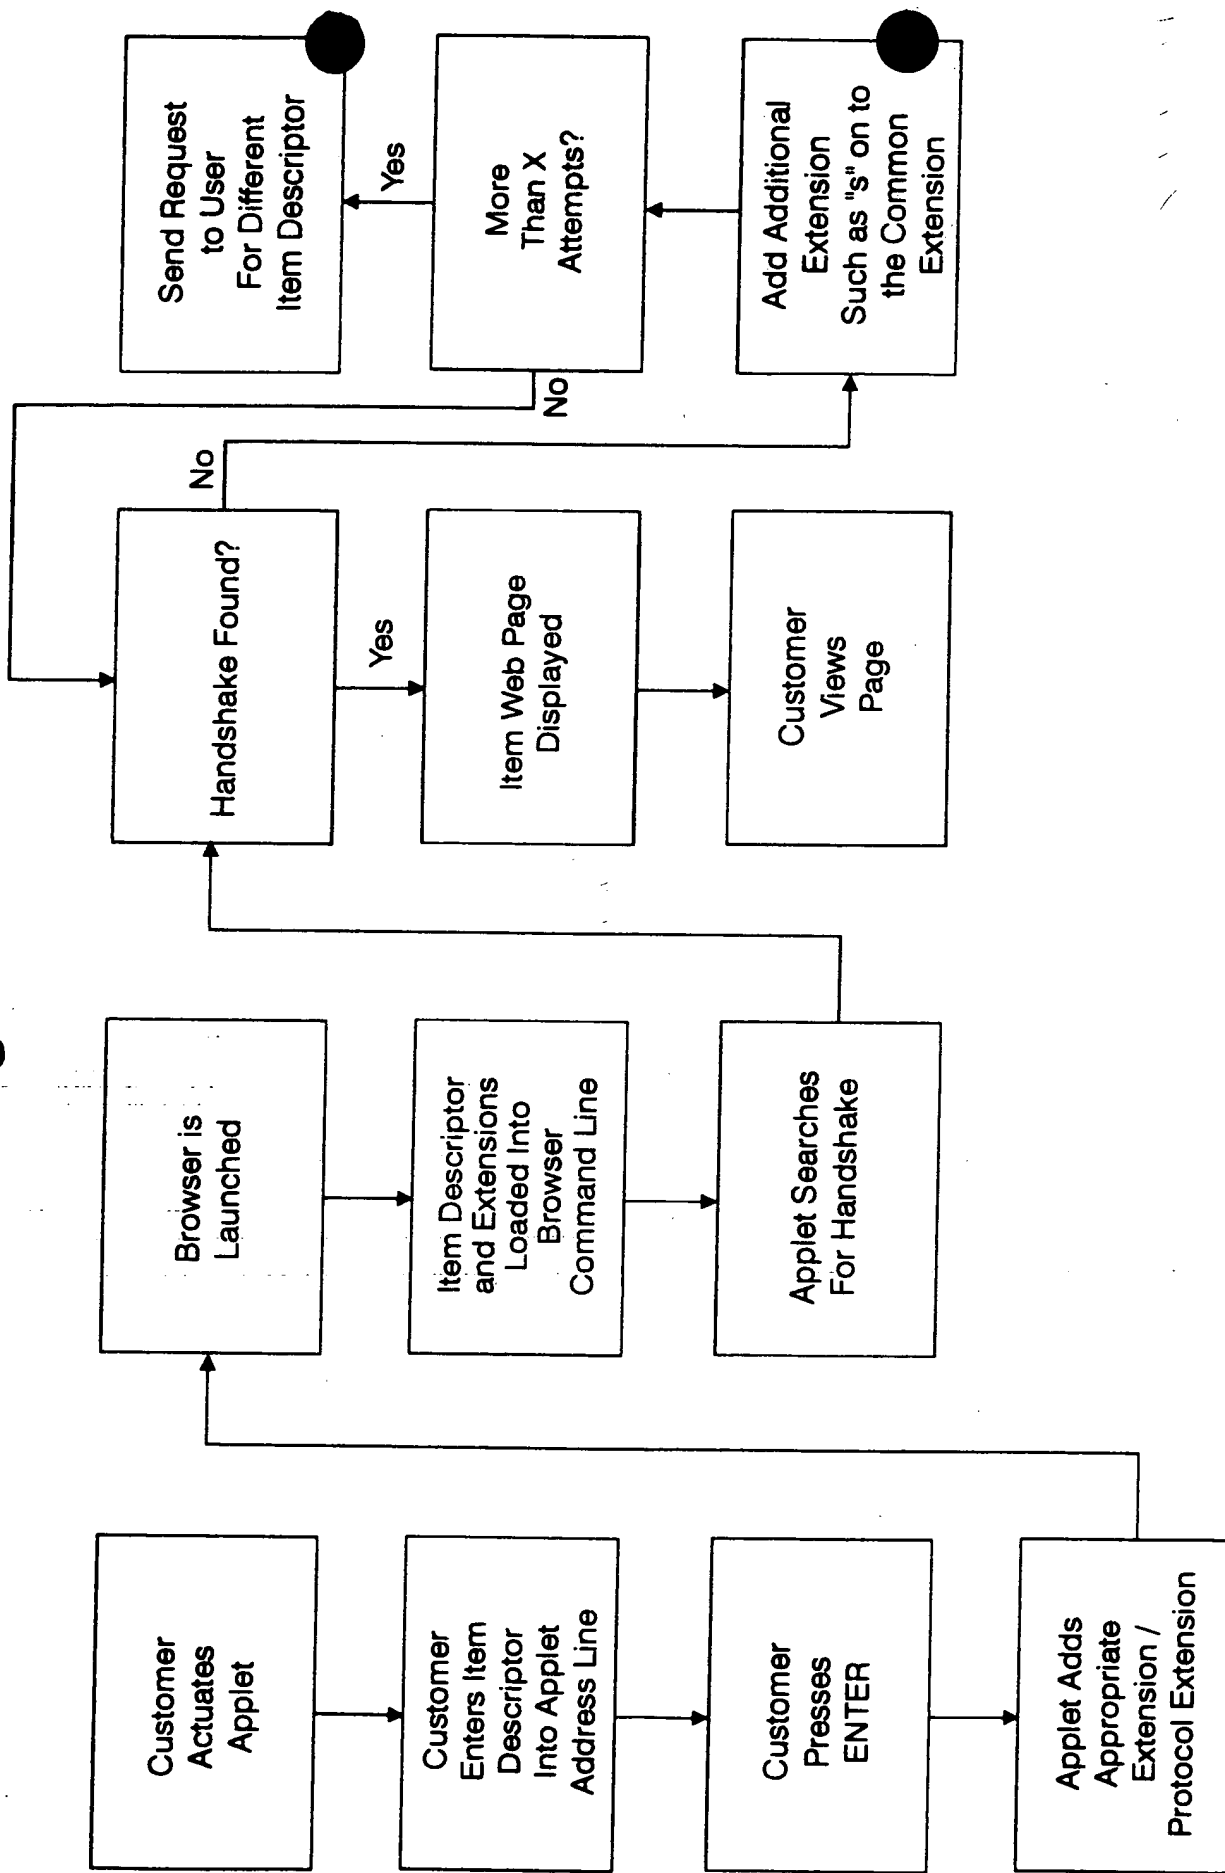 Customer
Actuates
Applet
Customer
Enters Item
Descriptor
Into Applet
Address Line
Customer
Presses
ENTER
Applet Adds
Appropriate
Extension /
Protocol Extension
Browser is
Launched
Item Descriptor
and Extensions
Loaded Into
Browser
Command Line
Applet Searches
For Handshake
Handshake Found?
No
Yes
Item Web Page
Displayed
Customer
Views
Page
Send Request
to User
For Different
Item Descriptor
Yes
More
Than X
Attempts?
No
Add Additional
Extension
Such as "s" on to
the Common
Extension